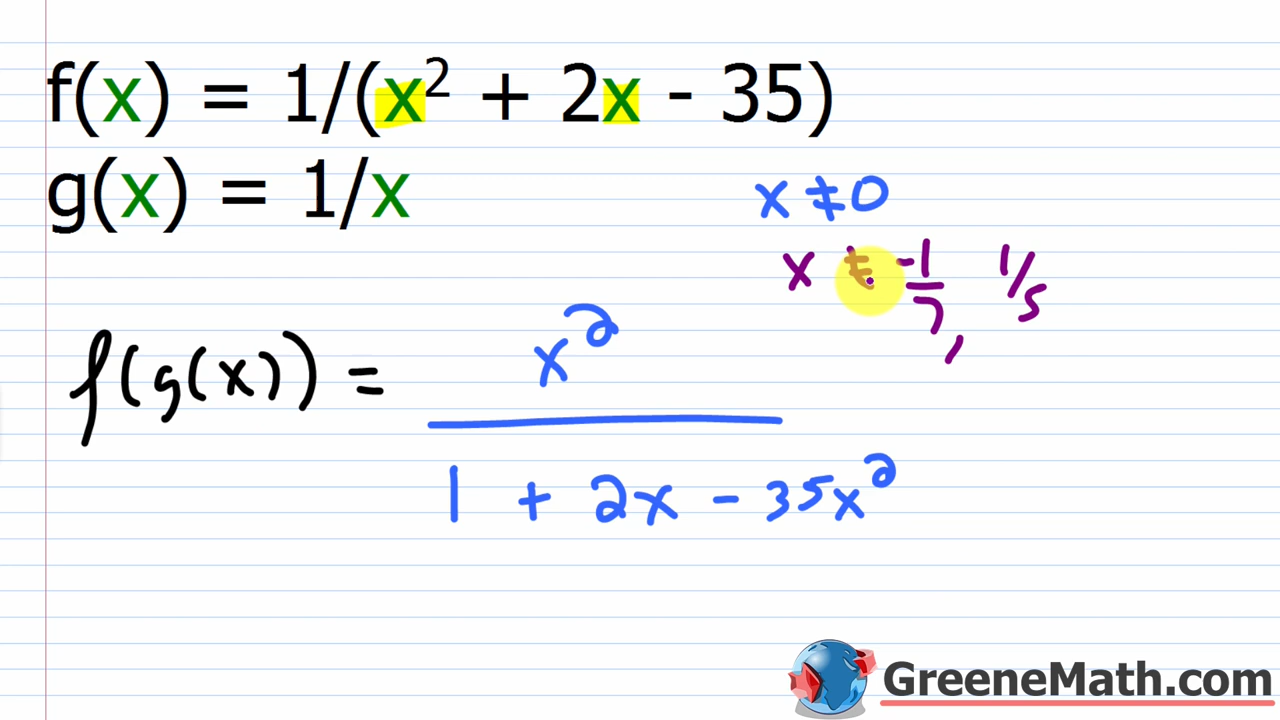 f(x) = 1/(x² + 2x - 35)
g(x) = 1/x
x ≠ 0
x ≠ -1/7, 1/5
f(g(x)) = x² / 1 + 2x - 35x²
GreeneMath.com